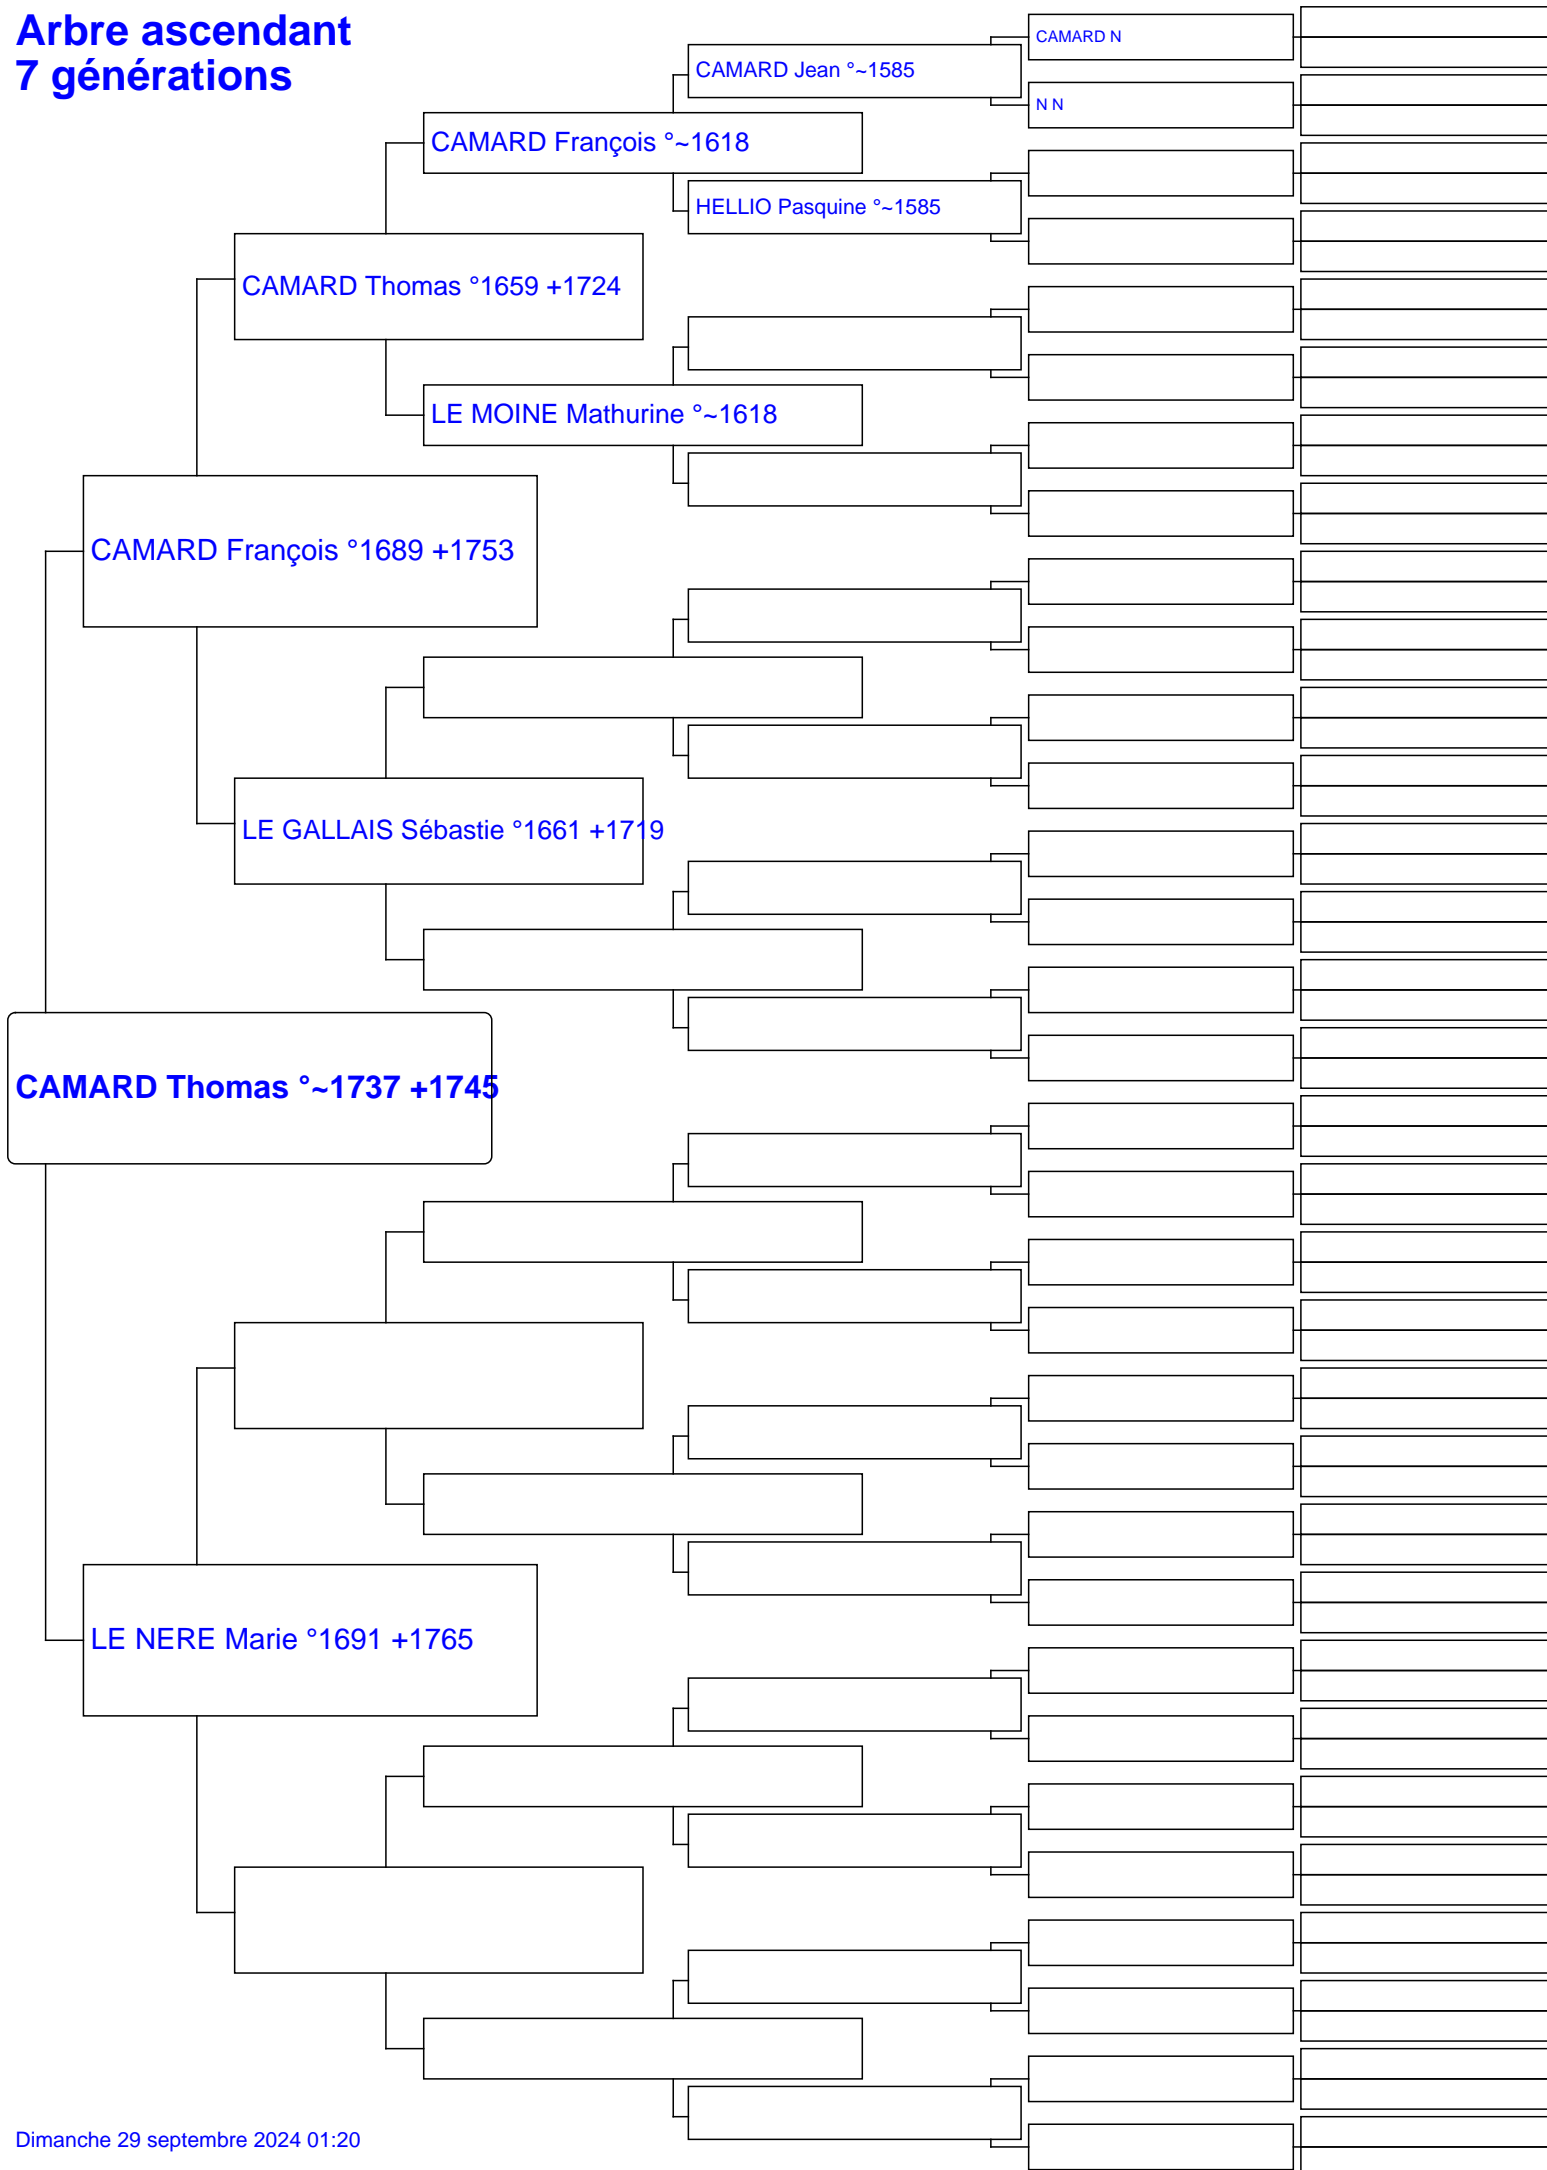 Arbre ascendant
7 générations
CAMARD N
CAMARD Jean °~1585
N N
CAMARD François °~1618
HELLIO Pasquine °~1585
CAMARD Thomas °1659 +1724
LE MOINE Mathurine °~1618
CAMARD François °1689 +1753
LE GALLAIS Sébastie °1661 +1719
CAMARD Thomas °~1737 +1745
LE NERE Marie °1691 +1765
Dimanche 29 septembre 2024 01:20